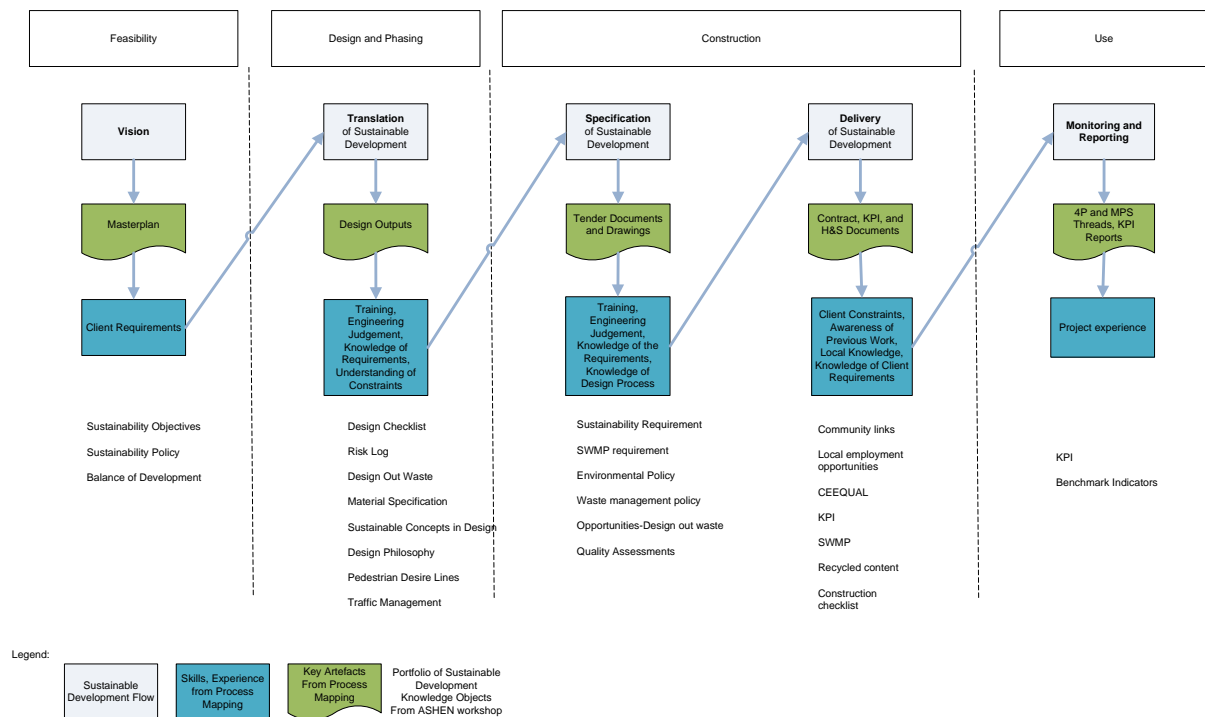 Feasibility
Design and Phasing
Construction
Use
Vision
Translation
of Sustainable
Development
Specification
of Sustainable
Development
Delivery
of Sustainable
Development
Monitoring and
Reporting
Masterplan
Design Outputs
Tender Documents
and Drawings
Contract, KPI, and
H&S Documents
4P and MPS
Threads, KPI
Reports
Client Requirements
Training,
Engineering
Judgement,
Knowledge of
Requirements,
Understanding of
Constraints
Training,
Engineering
Judgement,
Knowledge of the
Requirements,
Knowledge of
Design Process
Client Constraints,
Awareness of
Previous Work,
Local Knowledge,
Knowledge of Client
Requirements
Project experience
Sustainability Objectives
Sustainability Policy
Balance of Development
Design Checklist
Risk Log
Design Out Waste
Material Specification
Sustainable Concepts in Design
Design Philosophy
Pedestrian Desire Lines
Traffic Management
Sustainability Requirement
SWMP requirement
Environmental Policy
Waste management policy
Opportunities-Design out waste
Quality Assessments
Community links
Local employment
opportunities
CEEQUAL
KPI
SWMP
Recycled content
Construction
checklist
KPI
Benchmark Indicators
Legend:
Sustainable
Development Flow
Skills, Experience
from Process
Mapping
Key Artefacts
From Process
Mapping
Portfolio of Sustainable
Development
Knowledge Objects
From ASHEN workshop